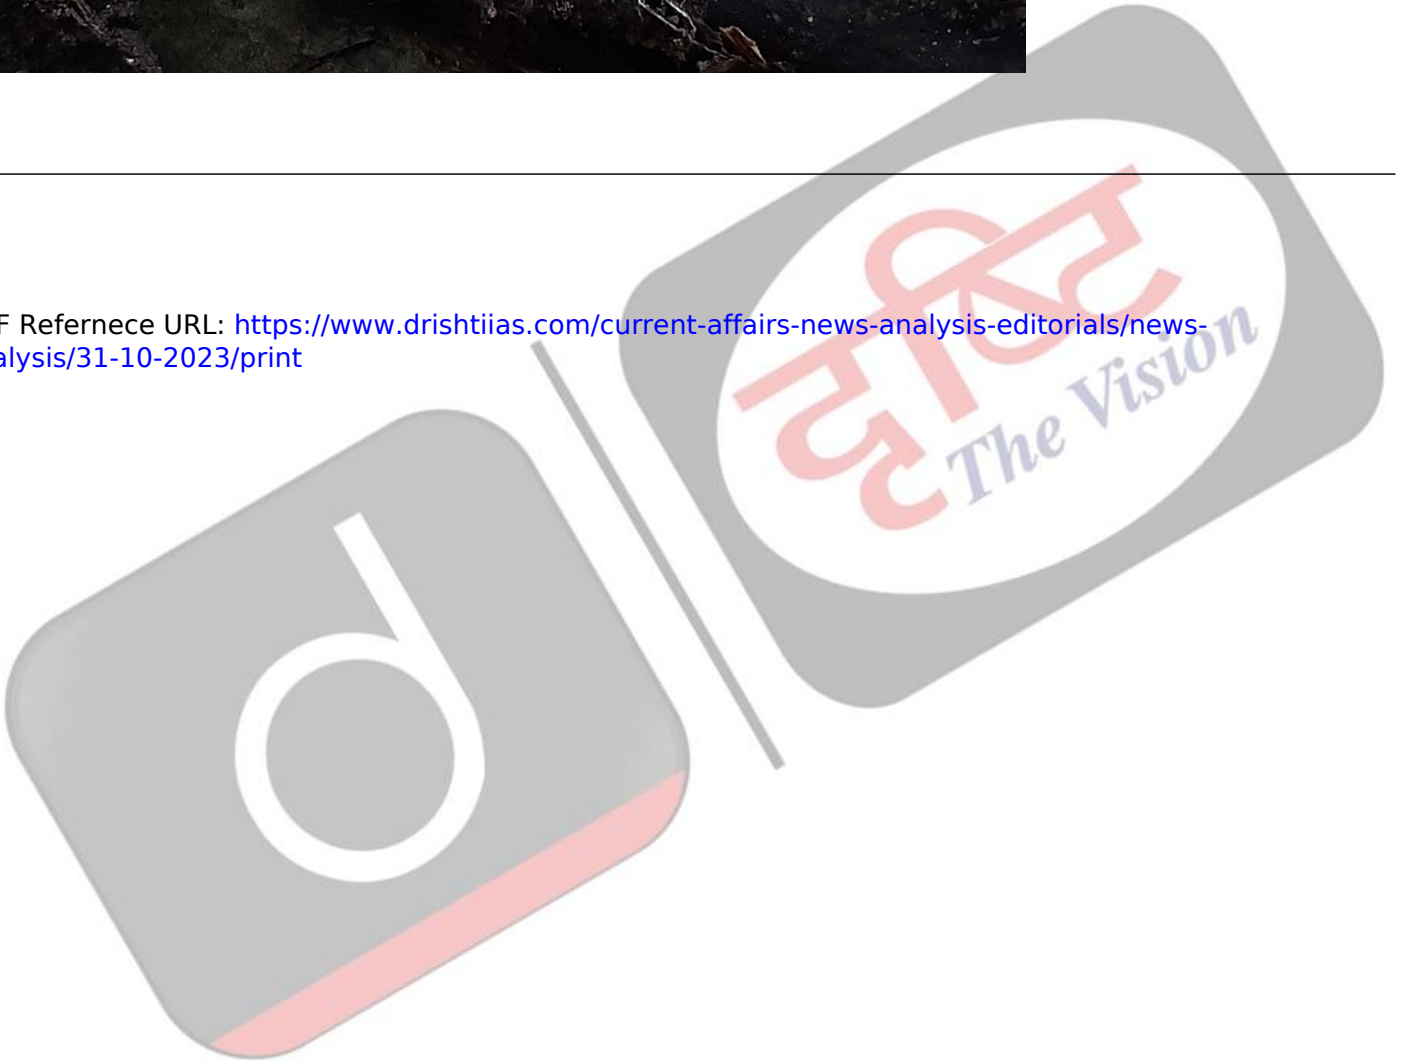 F Refernece URL: https://www.drishtiias.com/current-affairs-news-analysis-editorials/news-
alysis/31-10-2023/print
दृष्टि
The Vision
d